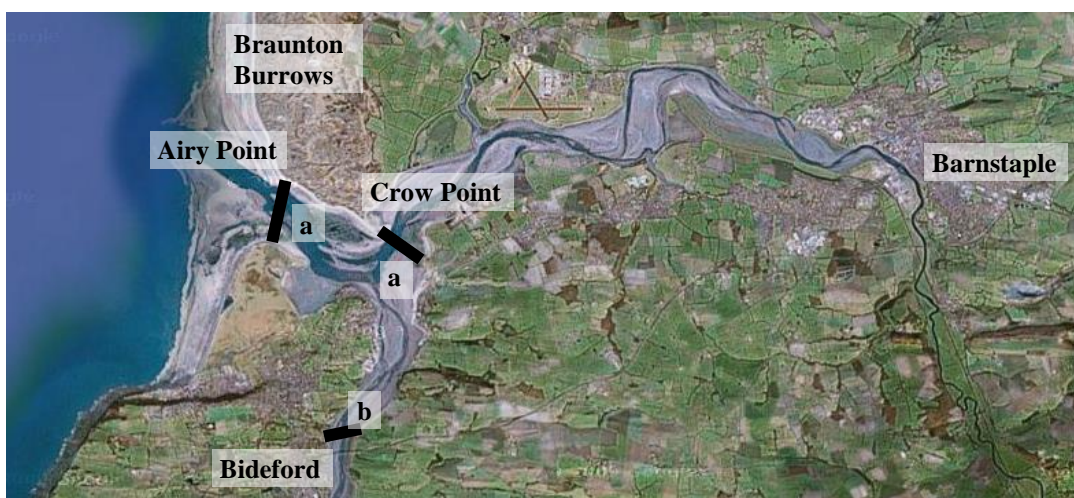 Braunton
Burrows
Airy Point
Crow Point
Barnstaple
a
a
b
Bideford